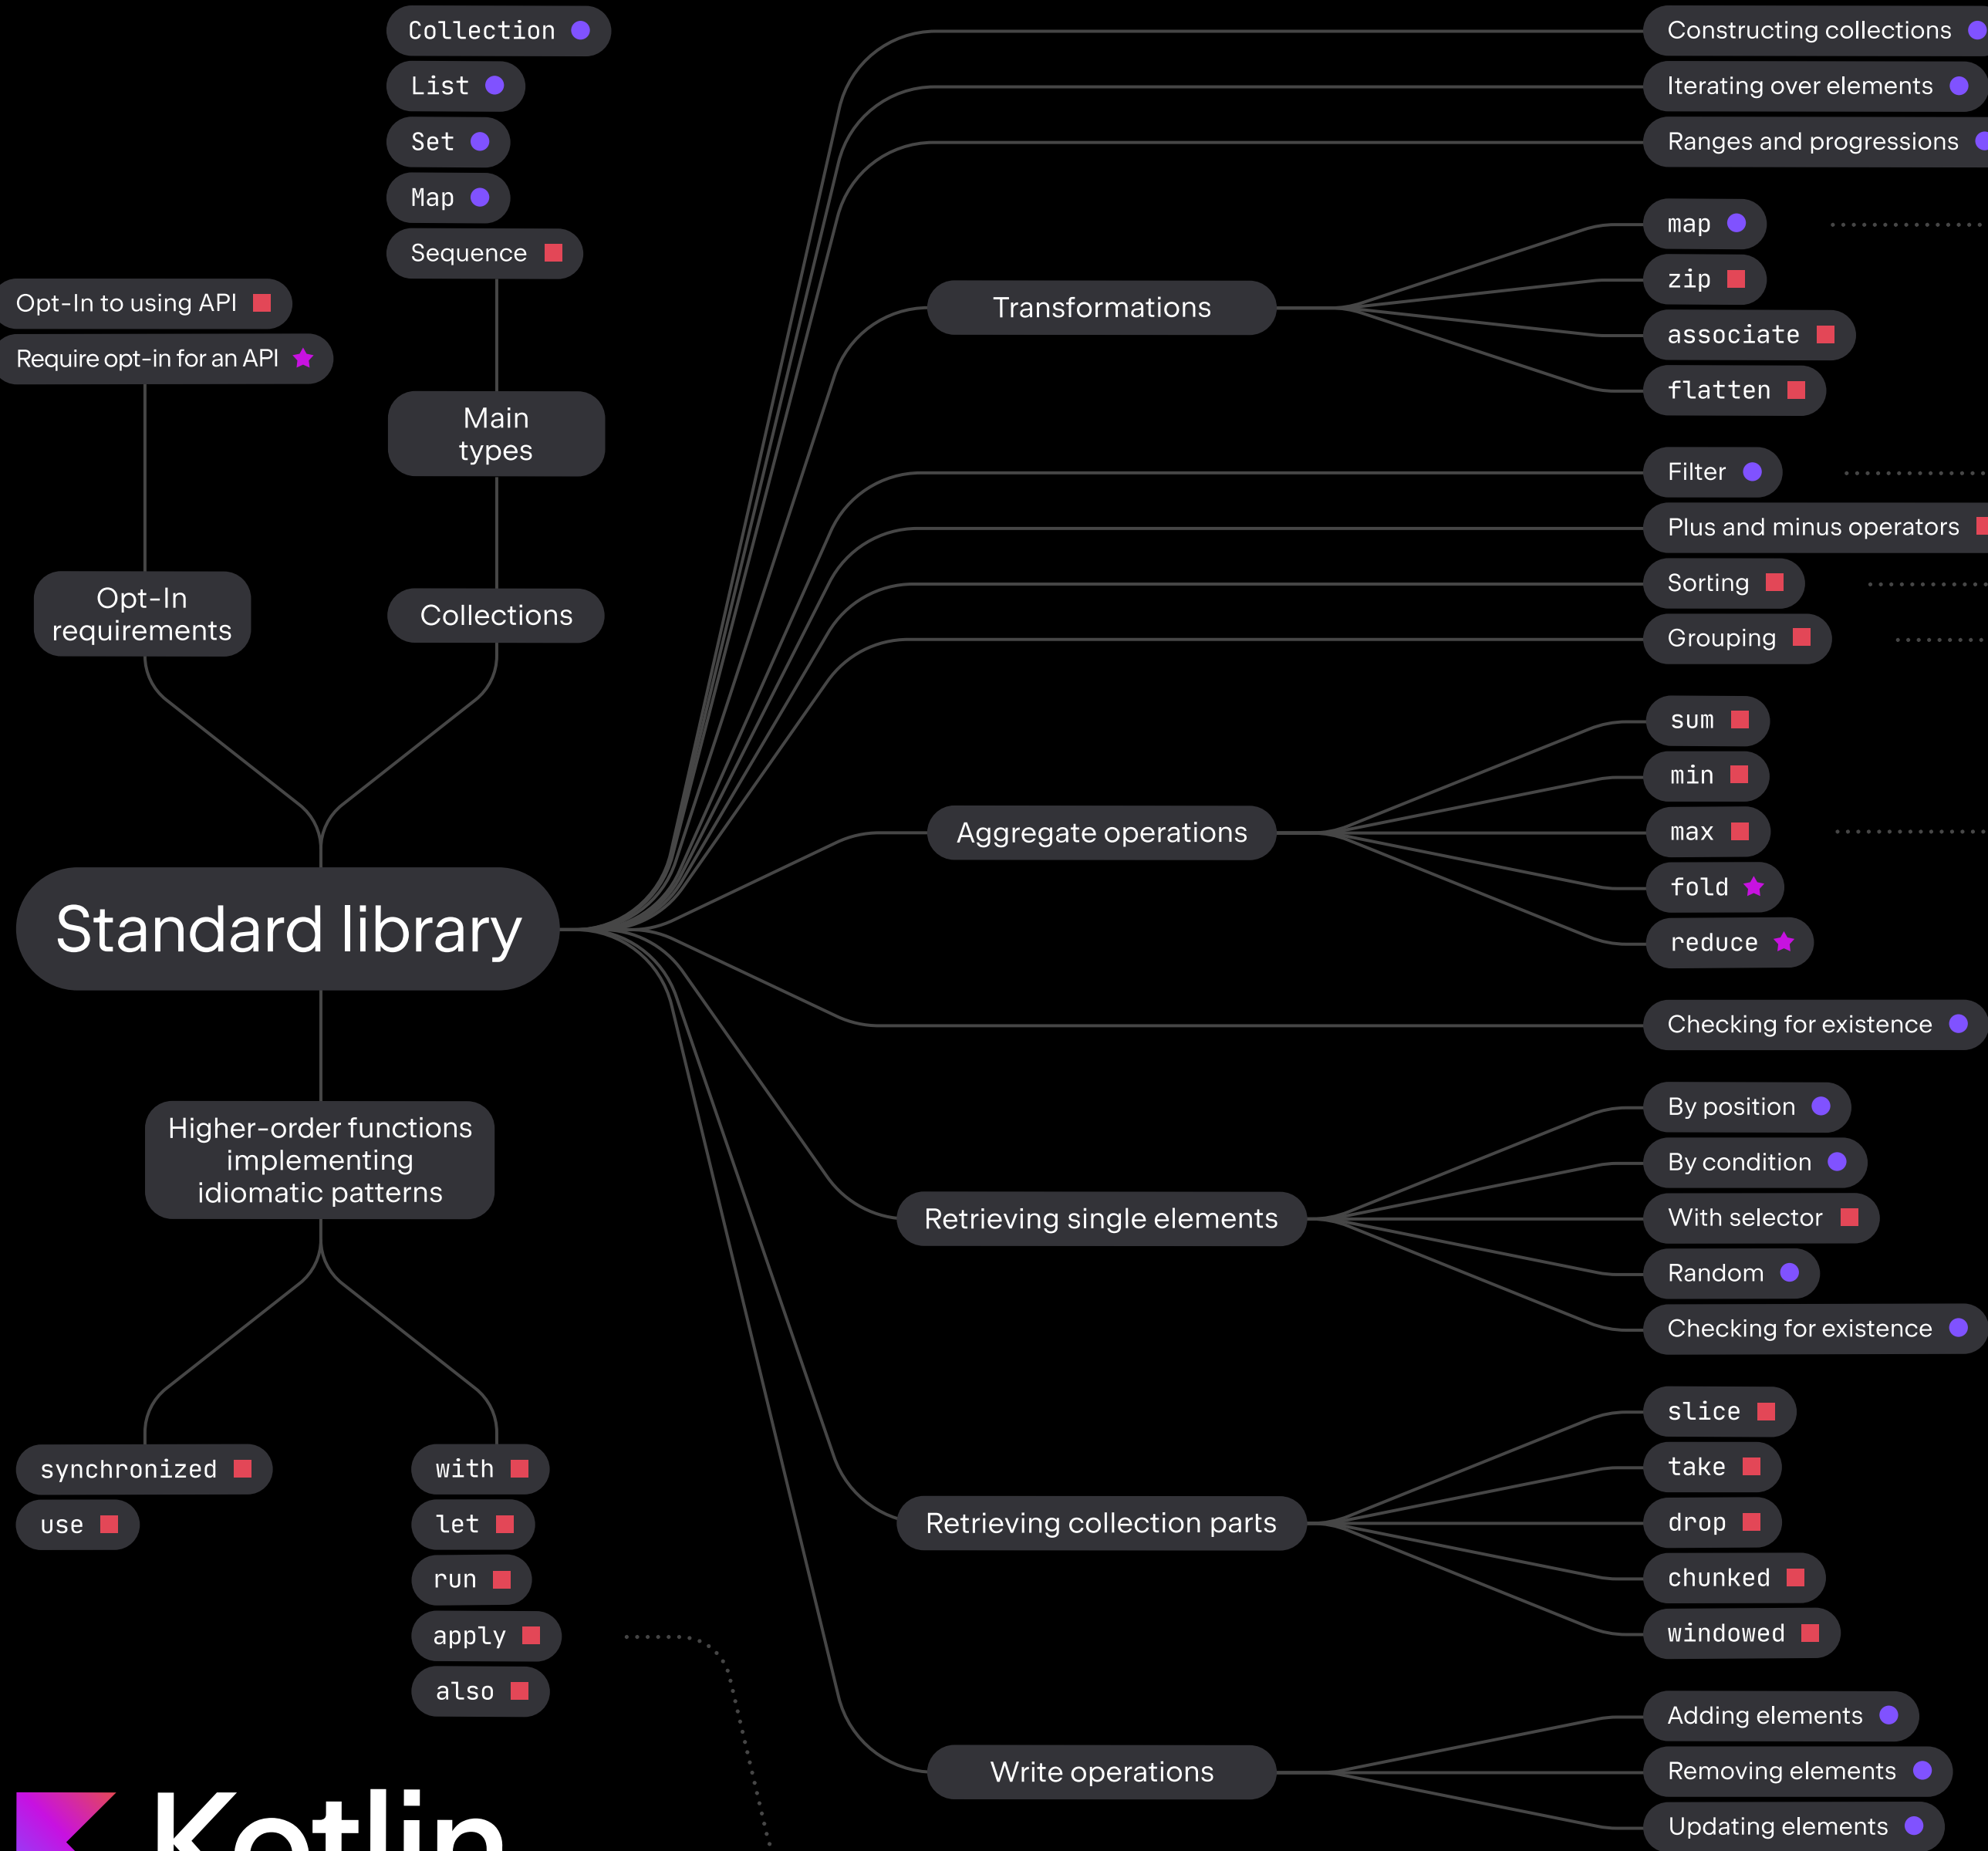 Collection
List
Set
Map
Sequence
Opt-In to using API
Require opt-in for an API
Main
types
Opt-In
requirements
Collections
Standard library
Higher-order functions
implementing
idiomatic patterns
synchronized
use
with
let
run
apply
also
Kotlin
Constructing collections
Iterating over elements
Ranges and progressions
Transformations
map
zip
associate
flatten
Filter
Plus and minus operators
Sorting
Grouping
Aggregate operations
sum
min
max
fold
reduce
Checking for existence
Retrieving single elements
By position
By condition
With selector
Random
Checking for existence
Retrieving collection parts
slice
take
drop
chunked
windowed
Write operations
Adding elements
Removing elements
Updating elements